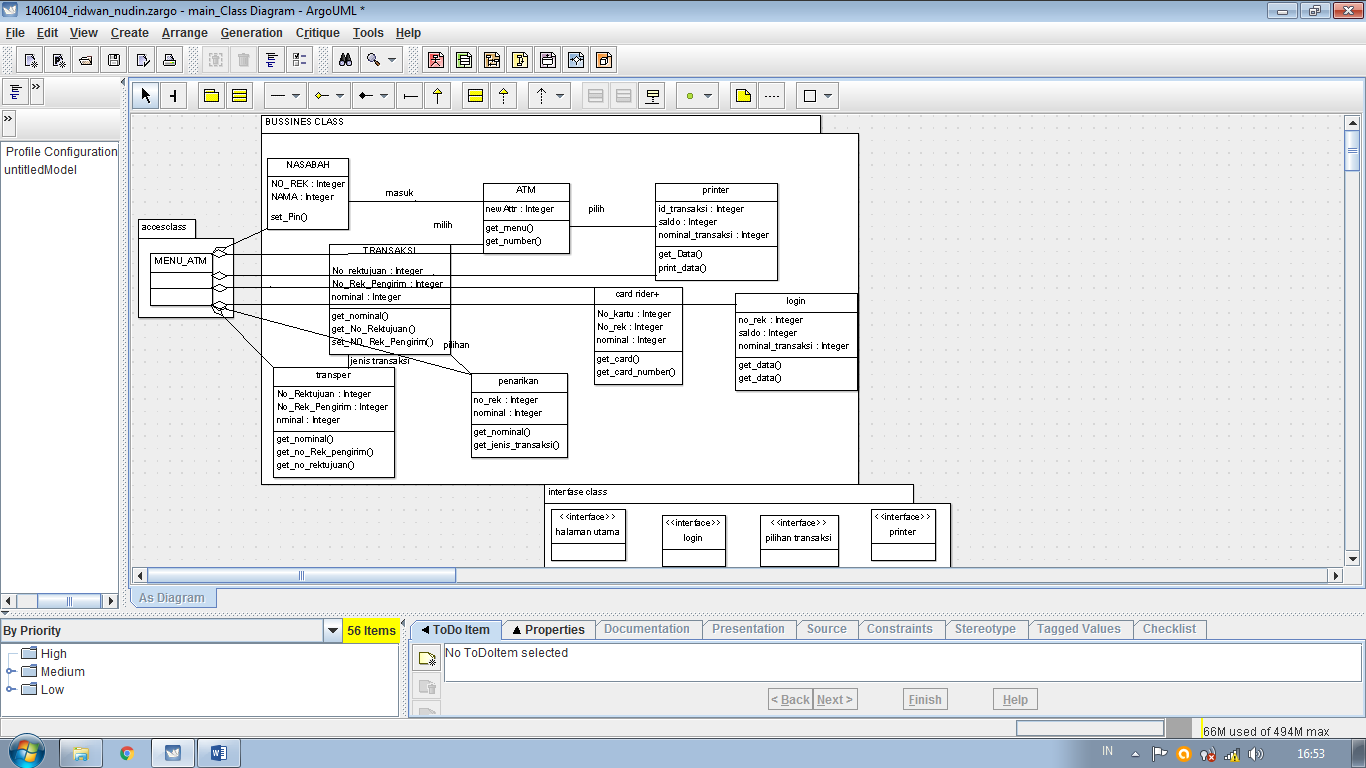 1406104_ridwan_nudin.zargo - main_Class Diagram - ArgoUML *
File Edit View Create Arrange Generation Critique Tools Help
»
»
Profile Configuration
untitledModel
BUSSINES CLASS
NASABAH
NO_REK : Integer
NAMA : Integer
set_Pin()
masuk
milih
ATM
newAttr : Integer
get_menu()
get_number()
pilih
printer
id_transaksi : Integer
saldo : Integer
nominal_transaksi : Integer
get_Data()
print_data()
accesclass
MENU_ATM
TRANSAKSI
No_rektujuan : Integer
No_Rek_Pengirim : Integer
nominal : Integer
get_nominal()
get_No_Rektujuan()
set_NO_Rek_Pengirim()
pilihan
jenis transaksi
card rider+
No_kartu : Integer
No_rek : Integer
nominal : Integer
get_card()
get_card_number()
login
no_rek : Integer
saldo : Integer
nominal_transaksi : Integer
get_data()
get_data()
transper
No_Rektujuan : Integer
No_Rek_Pengirim : Integer
nminal : Integer
get_nominal()
get_no_Rek_pengirim()
get_no_rektujuan()
penarikan
no_rek : Integer
nominal : Integer
get_nominal()
get_jenis_transaksi()
interfase class
<<interface>>
halaman utama
<<interface>>
login
<<interface>>
pilihan transaksi
<<interface>>
printer
As Diagram
By Priority
56 Items
High
Medium
Low
ToDo Item Properties Documentation Presentation Source Constraints Stereotype Tagged Values Checklist
No ToDoItem selected
< Back Next > Finish Help
66M used of 494M max
IN
16:53